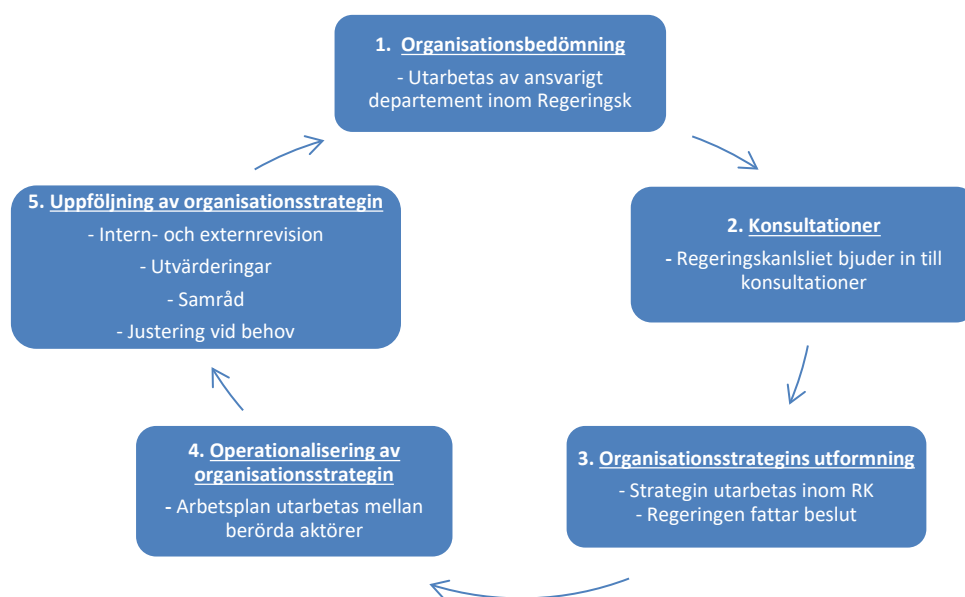 1. Organisationsbedömning
- Utarbetas av ansvarigt
departement inom Regeringsk
2. Konsultationer
- Regeringskanlsliet bjuder in till
konsultationer
3. Organisationsstrategins utformning
- Strategin utarbetas inom RK
- Regeringen fattar beslut
4. Operationalisering av
organisationsstrategin
- Arbetsplan utarbetas mellan
berörda aktörer
5. Uppföljning av organisationsstrategin
- Intern- och externrevision
- Utvärderingar
- Samråd
- Justering vid behov